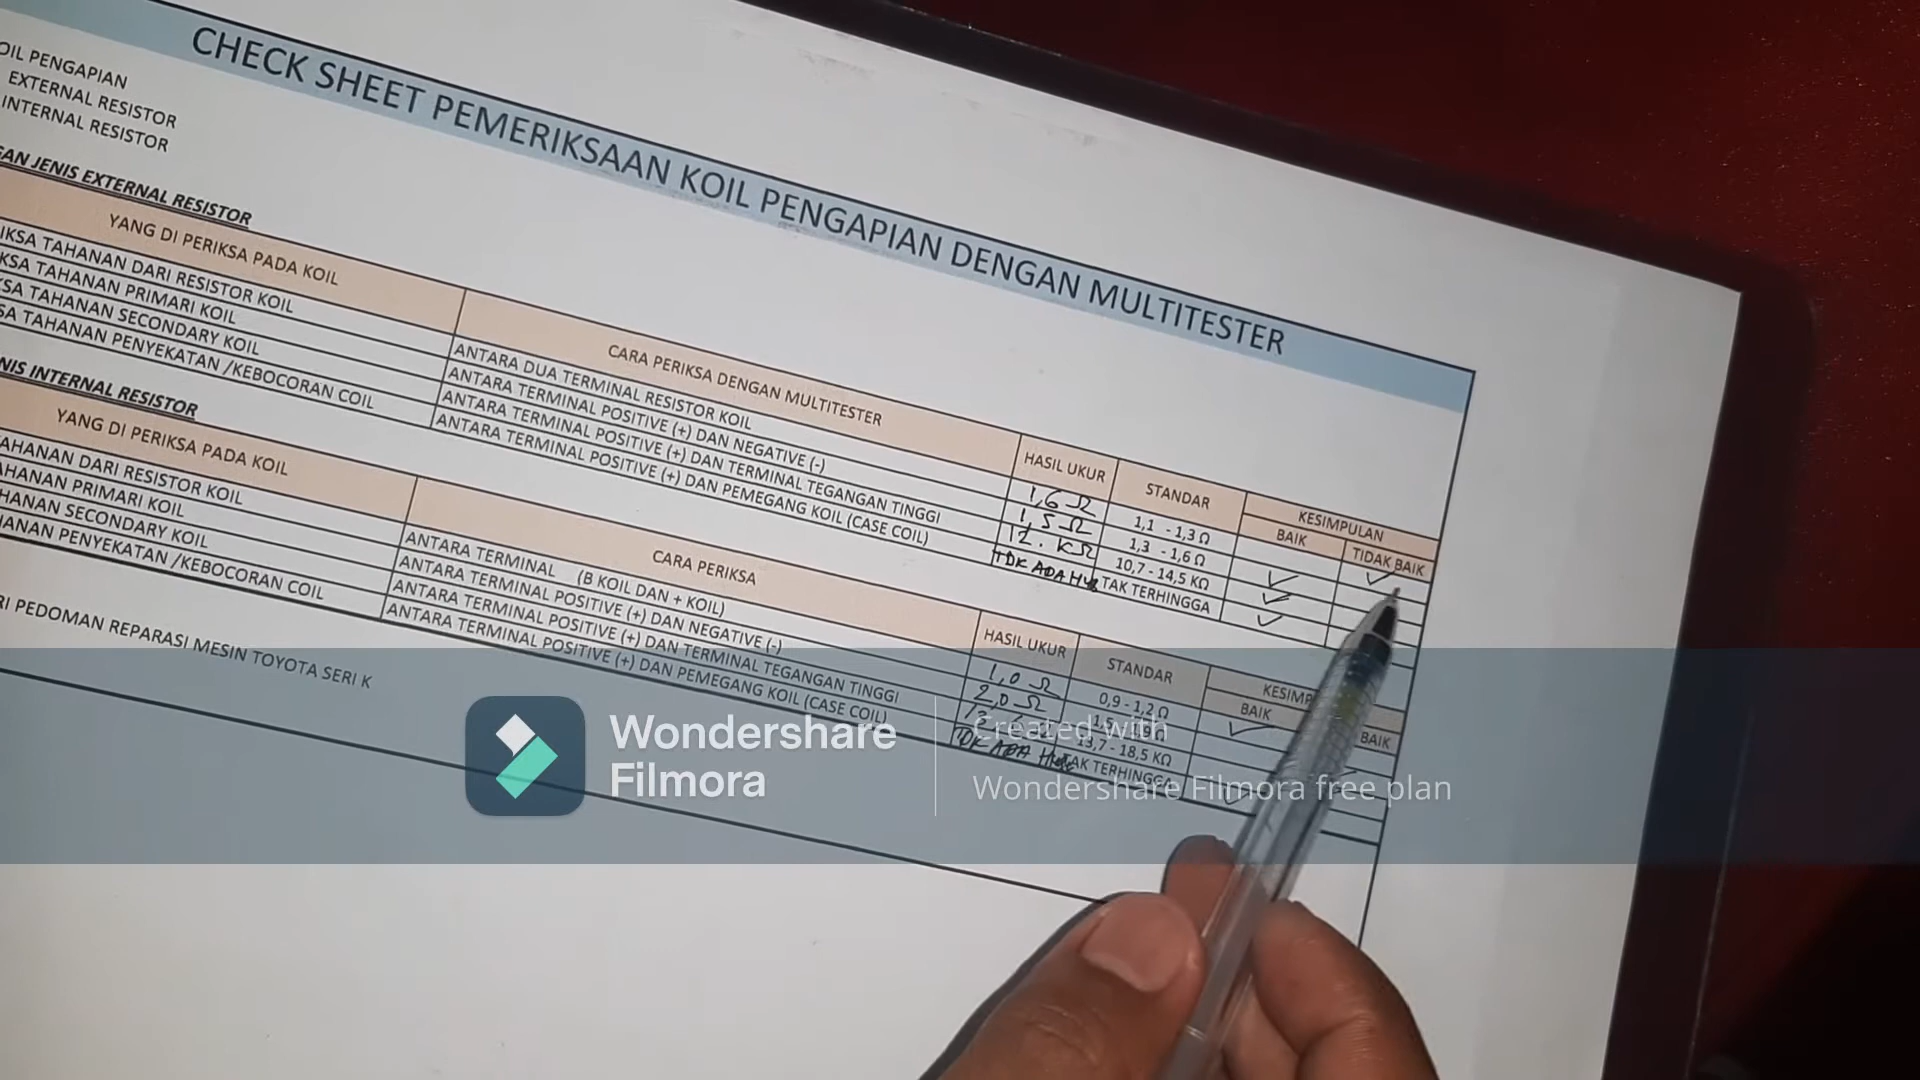 CHECK SHEET PEMERIKSAAN KOIL PENGAPIAN DENGAN MULTITESTER
OIL PENGAPIAN
EXTERNAL RESISTOR
INTERNAL RESISTOR
GAN JENIS EXTERNAL RESISTOR
YANG DI PERIKSA PADA KOIL CARA PERIKSA DENGAN MULTITESTER HASIL UKUR STANDAR KESIMPULAN
BAIK TIDAK BAIK
IKSA TAHANAN DARI RESISTOR KOIL ANTARA DUA TERMINAL RESISTOR KOIL 1,6 Ω 1,1 - 1,3 Ω ✓
KSA TAHANAN PRIMARI KOIL ANTARA TERMINAL POSITIVE (+) DAN NEGATIVE (-) 1,5 Ω 1,3 - 1,6 Ω ✓
SA TAHANAN SECONDARY KOIL ANTARA TERMINAL POSITIVE (+) DAN TERMINAL TEGANGAN TINGGI 12. KΩ 10,7 - 14,5 KΩ ✓
SA TAHANAN PENYEKATAN /KEBOCORAN COIL ANTARA TERMINAL POSITIVE (+) DAN PEMEGANG KOIL (CASE COIL) TDK ADA TAK TERHINGGA ✓
NIS INTERNAL RESISTOR
YANG DI PERIKSA PADA KOIL CARA PERIKSA HASIL UKUR STANDAR
BAIK BAIK
AHANAN DARI RESISTOR KOIL ANTARA TERMINAL (B KOIL DAN + KOIL) 1,0 Ω 0,9 - 1,2 Ω ✓
AHANAN PRIMARI KOIL ANTARA TERMINAL POSITIVE (+) DAN NEGATIVE (-) 2,0 Ω
HANAN SECONDARY KOIL ANTARA TERMINAL POSITIVE (+) DAN TERMINAL TEGANGAN TINGGI 13,7 - 18,5 KΩ
ANAN PENYEKATAN /KEBOCORAN COIL ANTARA TERMINAL POSITIVE (+) DAN PEMEGANG KOIL (CASE COIL) TDK ADA TAK TERHINGGA
RI PEDOMAN REPARASI MESIN TOYOTA SERI K
Wondershare
Filmora
Created with
Wondershare Filmora free plan